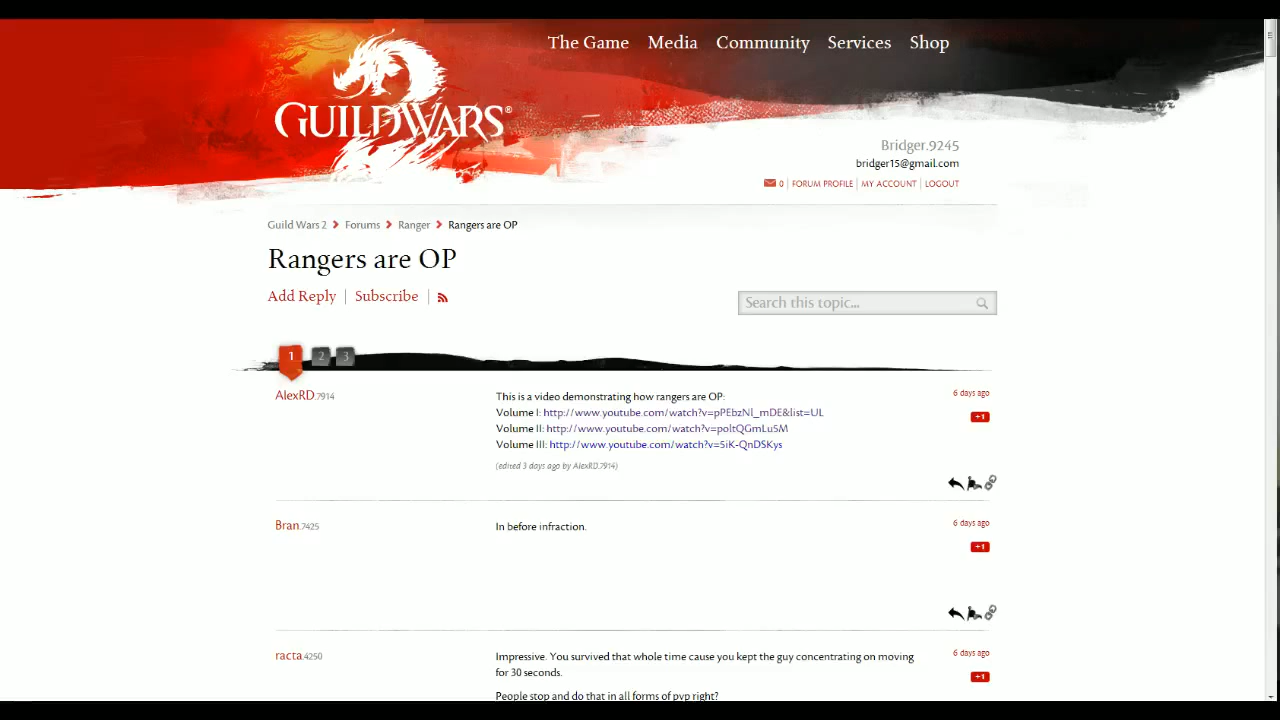 The Game Media Community Services Shop
GUILD WARS®
Bridger.9245
bridger15@gmail.com
0 | FORUM PROFILE | MY ACCOUNT | LOGOUT
Guild Wars 2 Forums Ranger Rangers are OP
Rangers are OP
Add Reply | Subscribe |
Search this topic...
1 2 3
AlexRD.7914
This is a video demonstrating how rangers are OP:
6 days ago
Volume I: http://www.youtube.com/watch?v=pPEbzNl_mDE&list=UL
+1
Volume II: http://www.youtube.com/watch?v=poltQGmLu5M
Volume III: http://www.youtube.com/watch?v=5iK-QnDSKys
(edited 3 days ago by AlexRD.7914)
Bran.7425
In before infraction.
6 days ago
+1
racta.4250
Impressive. You survived that whole time cause you kept the guy concentrating on moving
for 30 seconds.
6 days ago
+1
People stop and do that in all forms of pvp right?